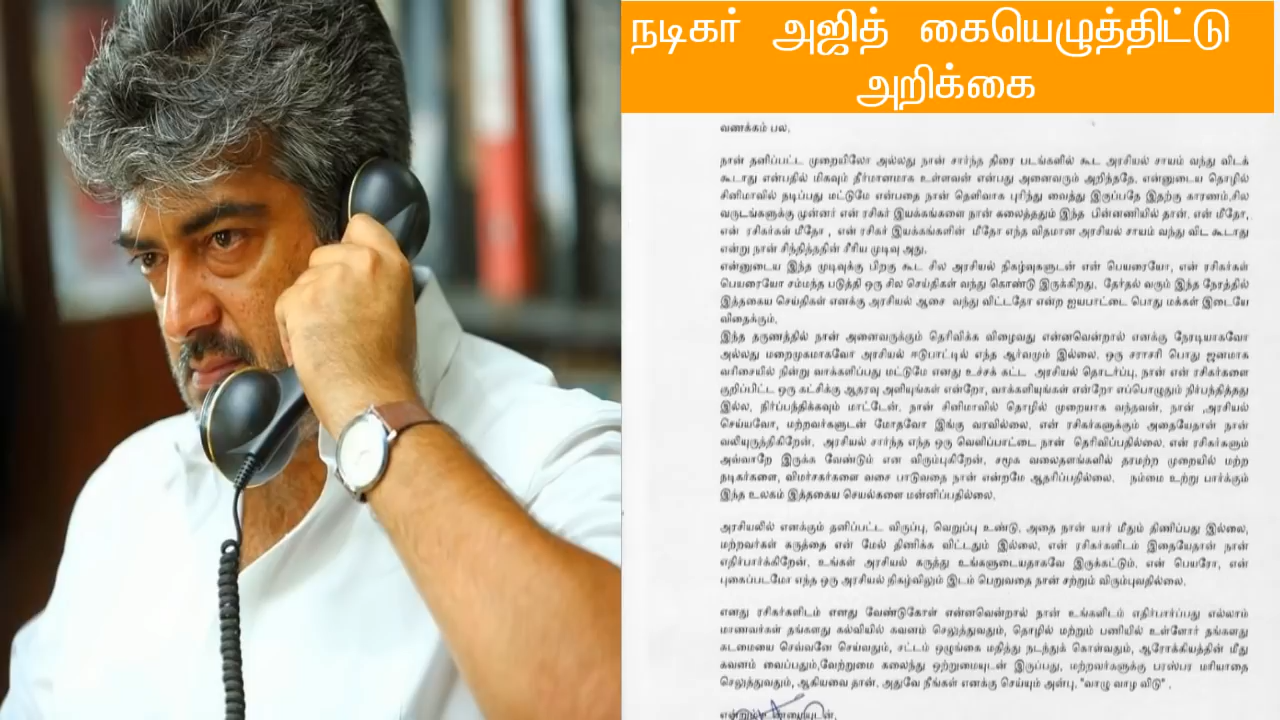 நடிகர் அஜித் கையெழுத்திட்டு
அறிக்கை
வணக்கம் பல,
நான் தனிப்பட்ட முறையிலோ அல்லது நான் சார்ந்த திரை படங்களில் கூட அரசியல் சாயம் வந்து விடக்
கூடாது என்பதில் மிகவும் தீர்மானமாக உள்ளவன் என்பது அனைவரும் அறிந்ததே. என்னுடைய தொழில்
சினிமாவில் நடிப்பது மட்டுமே என்பதை நான் தெளிவாக புரிந்து வைத்து இருப்பதே இதற்கு காரணம்,சில
வருடங்களுக்கு முன்னர் என் ரசிகர் இயக்கங்களை நான் கலைத்ததும் இந்த பின்னணியில் தான். என் மீதோ,
என் ரசிகர்கள் மீதோ , என் ரசிகர் இயக்கங்களின் மீதோ எந்த விதமான அரசியல் சாயம் வந்து விட கூடாது
என்று நான் சிந்தித்ததின் சீரிய முடிவு அது.
என்னுடைய இந்த முடிவுக்கு பிறகு கூட சில அரசியல் நிகழ்வுகளுடன் என் பெயரையோ, என் ரசிகர்கள்
பெயரையோ சம்மந்த படுத்தி ஒரு சில செய்திகள் வந்து கொண்டு இருக்கிறது. தேர்தல் வரும் இந்த நேரத்தில்
இத்தகைய செய்திகள் எனக்கு அரசியல் ஆசை வந்து விட்டதோ என்ற ஐயபாட்டை பொது மக்கள் இடையே
விதைக்கும்.
இந்த தருணத்தில் நான் அனைவருக்கும் தெரிவிக்க விழைவது என்னவென்றால் எனக்கு நேரடியாகவோ
அல்லது மறைமுகமாகவோ அரசியல் ஈடுபாட்டில் எந்த ஆர்வமும் இல்லை. ஒரு சராசரி பொது ஜனமாக
வரிசையில் நின்று வாக்களிப்பது மட்டுமே எனது உச்சக் கட்ட அரசியல் தொடர்ப்பு, நான் என் ரசிகர்களை
குறிப்பிட்ட ஒரு கட்சிக்கு ஆதரவு அளியுங்கள் என்றோ, வாக்களியுங்கள் என்றோ எப்பொழுதும் நிர்பந்தித்தது
இல்ல, நிர்ப்பந்திக்கவும் மாட்டேன். நான் சினிமாவில் தொழில் முறையாக வந்தவன். நான் ,அரசியல்
செய்யவோ, மற்றவர்களுடன் மோதவோ இங்கு வரவில்லை. என் ரசிகர்களுக்கும் அதையேதான் நான்
வலியுறுத்திகிறேன். அரசியல் சார்ந்த எந்த ஒரு வெளிப்பாட்டை நான் தெரிவிப்பதில்லை. என் ரசிகர்களும்
அவ்வாறே இருக்க வேண்டும் என விரும்புகிறேன், சமூக வலைதளங்களில் தரமற்ற முறையில் மற்ற
நடிகர்களை, விமர்சகர்களை வசை பாடுவதை நான் என்றமே ஆதரிப்பதில்லை. நம்மை உற்று பார்க்கும்
இந்த உலகம் இத்தகைய செயல்களை மன்னிப்பதில்லை.
அரசியலில் எனக்கும் தனிப்பட்ட விருப்பு, வெறுப்பு உண்டு. அதை நான் யார் மீதும் திணிப்பது இல்லை,
மற்றவர்கள் கருத்தை என் மேல் திணிக்க விட்டதும் இல்லை, என் ரசிகர்களிடம் இதையேதான் நான்
எதிர்பார்க்கிறேன். உங்கள் அரசியல் கருத்து உங்களுடையதாகவே இருக்கட்டும். என் பெயரோ, என்
புகைப்படமோ எந்த ஒரு அரசியல் நிகழ்விலும் இடம் பெறுவதை நான் சற்றும் விரும்புவதில்லை.
எனது ரசிகர்களிடம் எனது வேண்டுகோள் என்னவென்றால் நான் உங்களிடம் எதிர்பார்ப்பது எல்லாம்
மாணவர்கள் தங்களது கல்வியில் கவனம் செலுத்துவதும், தொழில் மற்றும் பணியில் உள்ளோர் தங்களது
கடமையை செவ்வனே செய்வதும், சட்டம் ஒழுங்கை மதித்து நடந்துக் கொள்வதும், ஆரோக்கியத்தின் மீது
கவனம் வைப்பதும்,வேற்றுமை கலைந்து ஒற்றுமையுடன் இருப்பது, மற்றவர்களுக்கு பரஸ்பர மரியாதை
செலுத்துவதும், ஆகியவை தான். அதுவே நீங்கள் எனக்கு செய்யும் அன்பு. "வாழு வாழ விடு" .